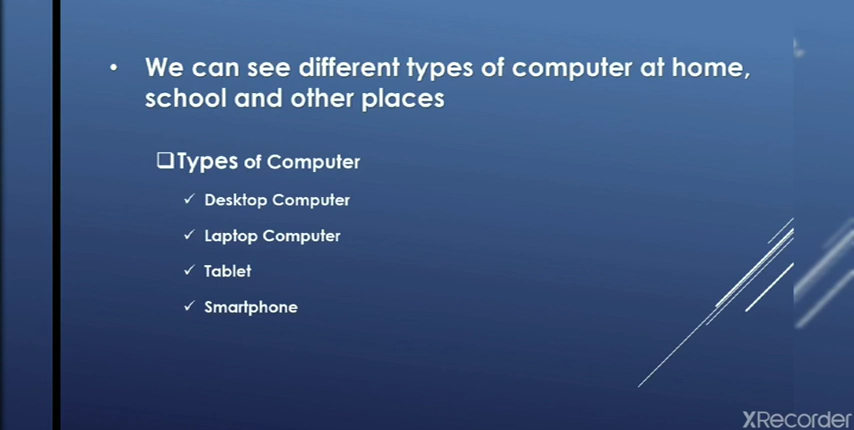 • We can see different types of computer at home,
school and other places
❑Types of Computer
✓ Desktop Computer
✓ Laptop Computer
✓ Tablet
✓ Smartphone
XRecorder